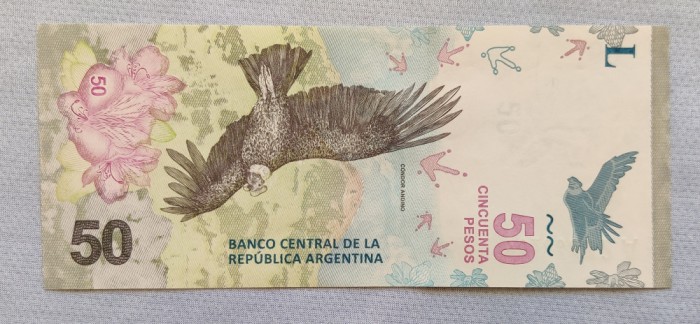 50
50
BANCO CENTRAL DE LA
REPÚBLICA ARGENTINA
CÓNDOR ANDINO
50
CINCUENTA
PESOS
L